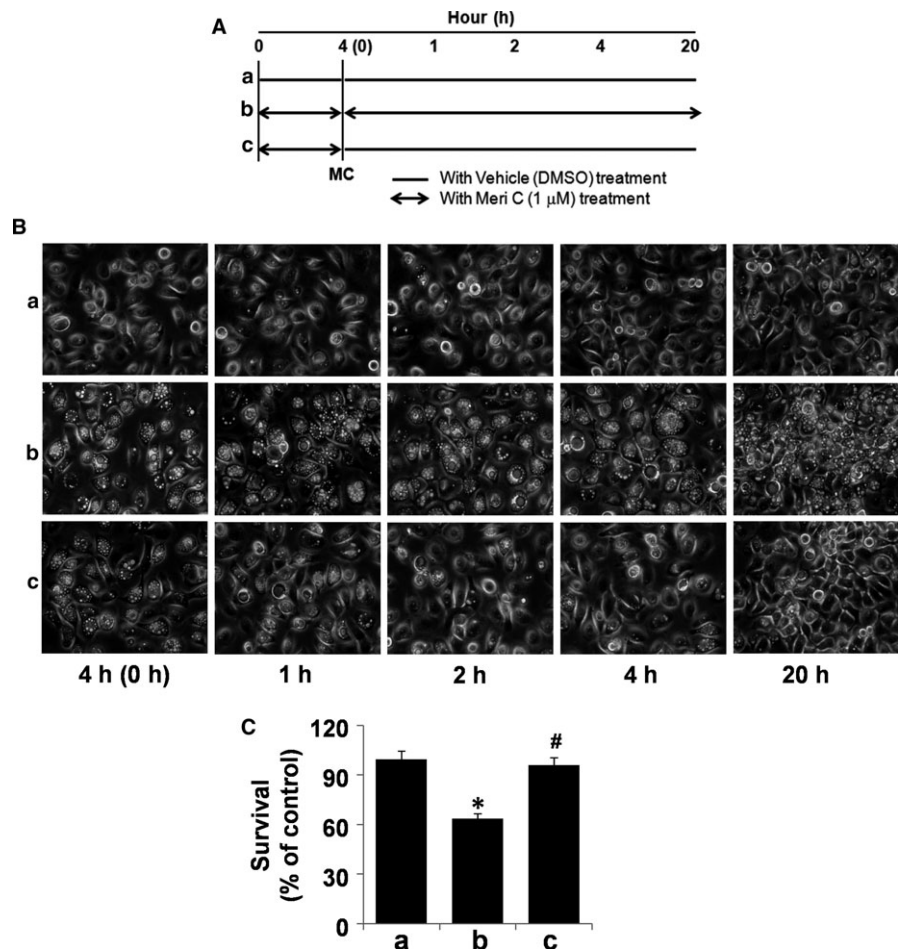 A
Hour (h)
0 4 (0) 1 2 4 20
a
b
c
MC
With Vehicle (DMSO) treatment
With Meri C (1 μM) treatment
B
a
b
c
4 h (0 h) 1 h 2 h 4 h 20 h
C
Survival
(% of control)
120
90
60
30
0
#
*
a b c